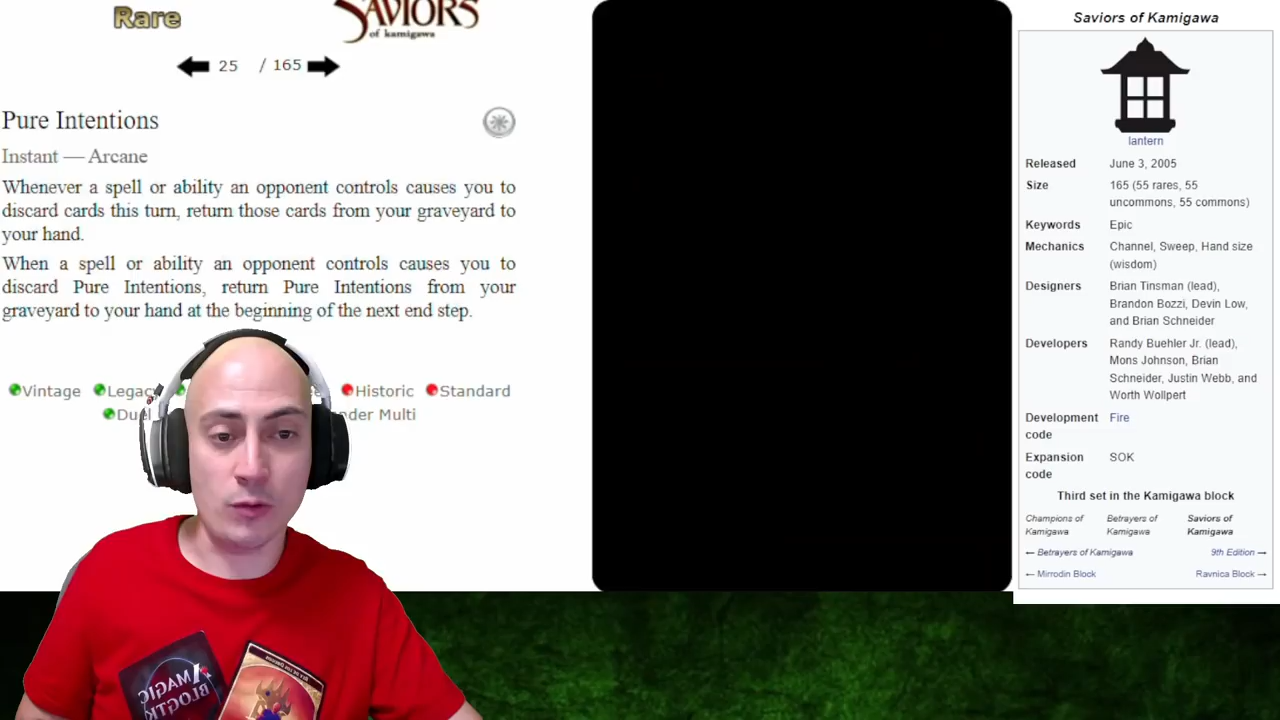 Rare
SAVIORS
of kamigawa
25 / 165
Pure Intentions
Instant — Arcane
Whenever a spell or ability an opponent controls causes you to
discard cards this turn, return those cards from your graveyard to
your hand.
When a spell or ability an opponent controls causes you to
discard Pure Intentions, return Pure Intentions from your
graveyard to your hand at the beginning of the next end step.
Vintage Legacy Historic Standard
Duel Multi
MAGIC
BLOGTK
Saviors of Kamigawa
lantern
Released June 3, 2005
Size 165 (55 rares, 55
uncommons, 55 commons)
Keywords Epic
Mechanics Channel, Sweep, Hand size
(wisdom)
Designers Brian Tinsman (lead),
Brandon Bozzi, Devin Low,
and Brian Schneider
Developers Randy Buehler Jr. (lead),
Mons Johnson, Brian
Schneider, Justin Webb, and
Worth Wollpert
Development Fire
code
Expansion SOK
code
Third set in the Kamigawa block
Champions of Betrayers of Saviors of
Kamigawa Kamigawa Kamigawa
← Betrayers of Kamigawa 9th Edition →
← Mirrodin Block Ravnica Block →